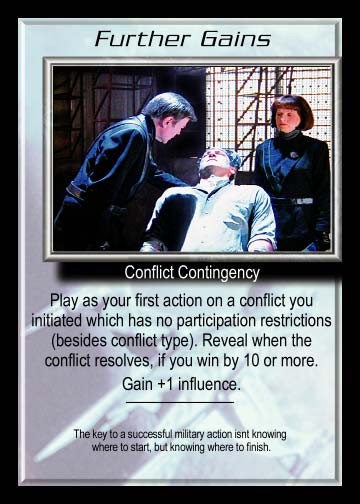 Further Gains
Conflict Contingency
Play as your first action on a conflict you
initiated which has no participation restrictions
(besides conflict type). Reveal when the
conflict resolves, if you win by 10 or more.
Gain +1 influence.
The key to a successful military action isnt knowing
where to start, but knowing where to finish.